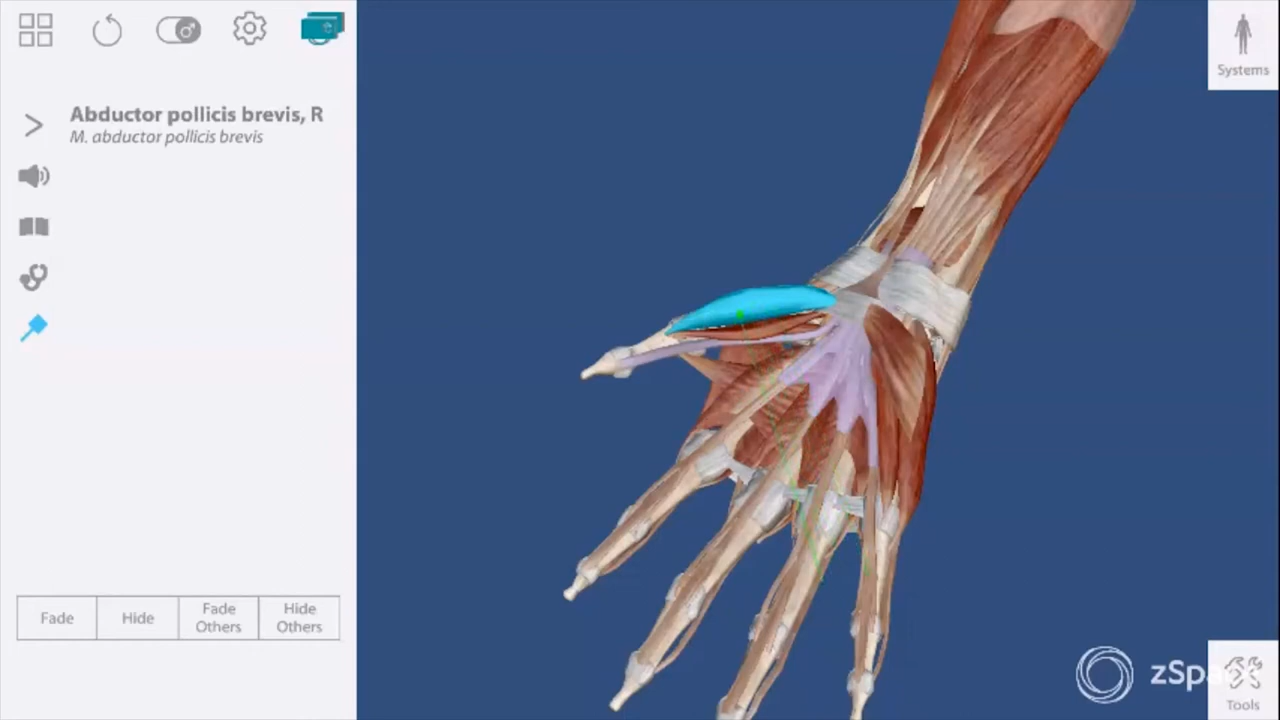 Systems
Abductor pollicis brevis, R
M. abductor pollicis brevis
Fade
Hide
Fade
Others
Hide
Others
Tools